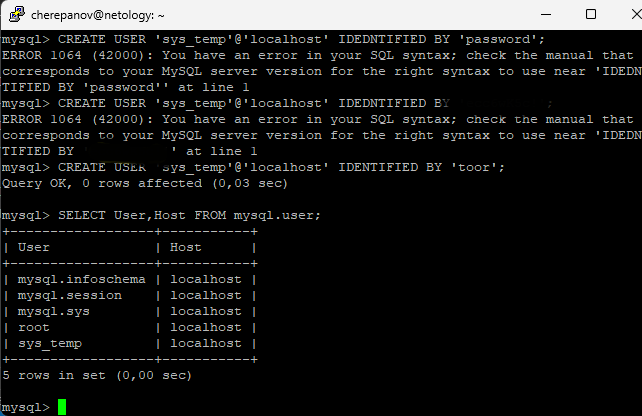 cherepanov@netology: ~
mysql> CREATE USER 'sys_temp'@'localhost' IDEDNTIFIED BY 'password';
ERROR 1064 (42000): You have an error in your SQL syntax; check the manual that
corresponds to your MySQL server version for the right syntax to use near 'IDEDN
TIFIED BY 'password'' at line 1
mysql> CREATE USER 'sys_temp'@'localhost' IDEDNTIFIED BY ;
ERROR 1064 (42000): You have an error in your SQL syntax; check the manual that
corresponds to your MySQL server version for the right syntax to use near 'IDEDN
TIFIED BY ' at line 1
mysql> CREATE USER 'sys_temp'@'localhost' IDENTIFIED BY 'toor';
Query OK, 0 rows affected (0,03 sec)
mysql> SELECT User,Host FROM mysql.user;
+------------------+-----------+
| User | Host |
+------------------+-----------+
| mysql.infoschema | localhost |
| mysql.session | localhost |
| mysql.sys | localhost |
| root | localhost |
| sys_temp | localhost |
+------------------+-----------+
5 rows in set (0,00 sec)
mysql>